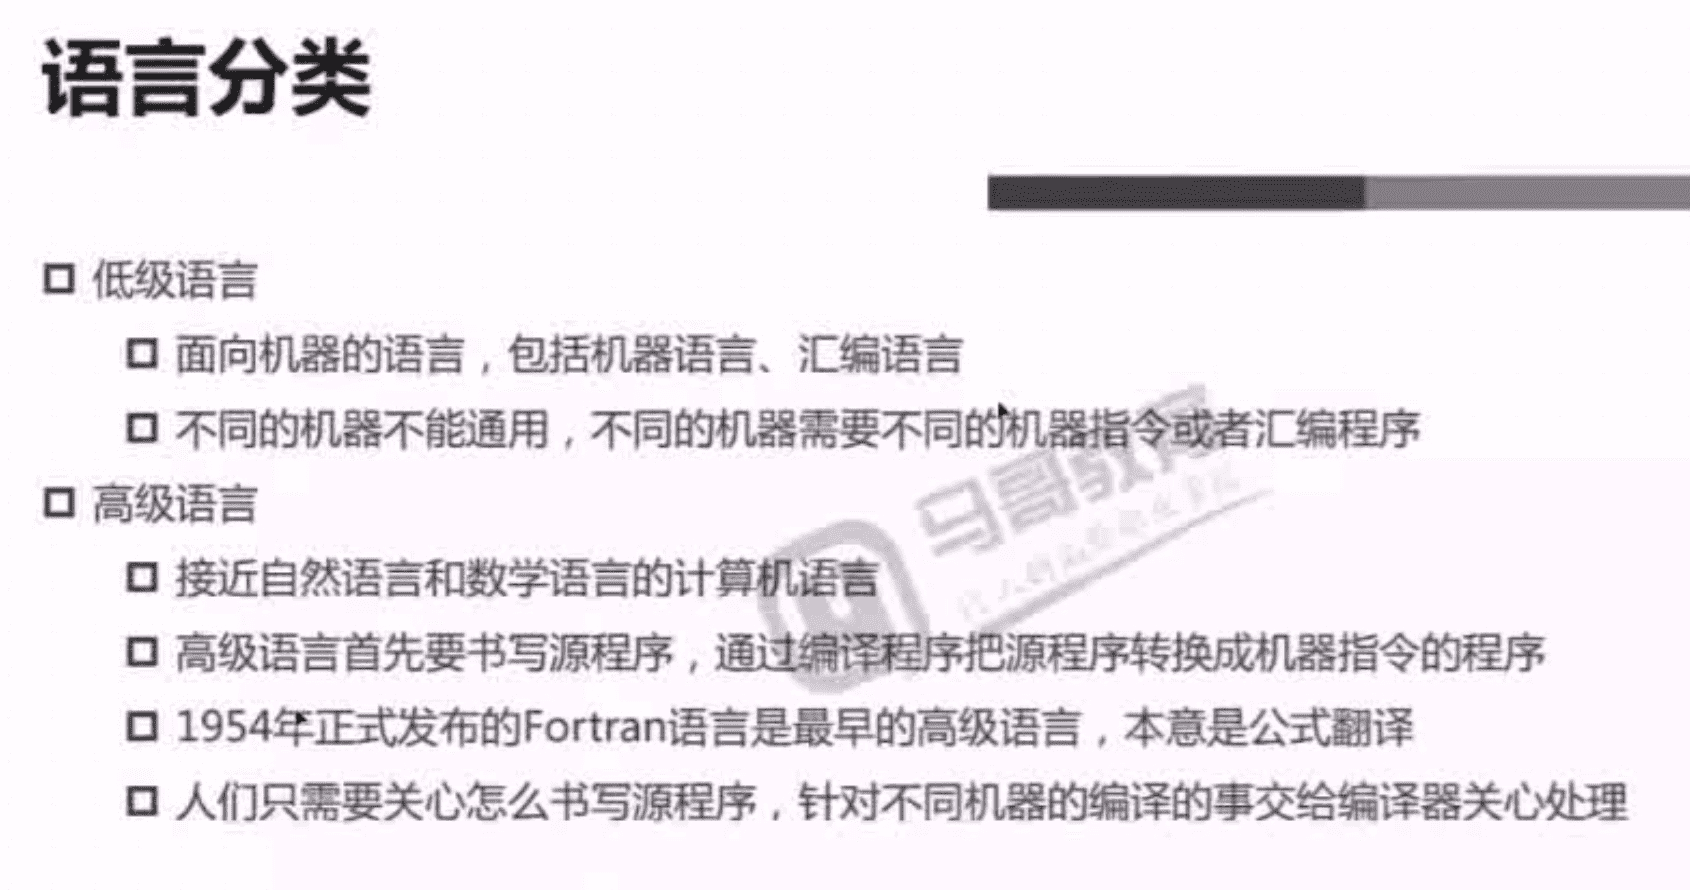 语言分类
低级语言
面向机器的语言，包括机器语言、汇编语言
不同的机器不能通用，不同的机器需要不同的机器指令或者汇编程序
高级语言
接近自然语言和数学语言的计算机语言
高级语言首先要书写源程序，通过编译程序把源程序转换成机器指令的程序
1954年正式发布的Fortran语言是最早的高级语言，本意是公式翻译
人们只需要关心怎么书写源程序，针对不同机器的编译的事交给编译器关心处理
马哥教育